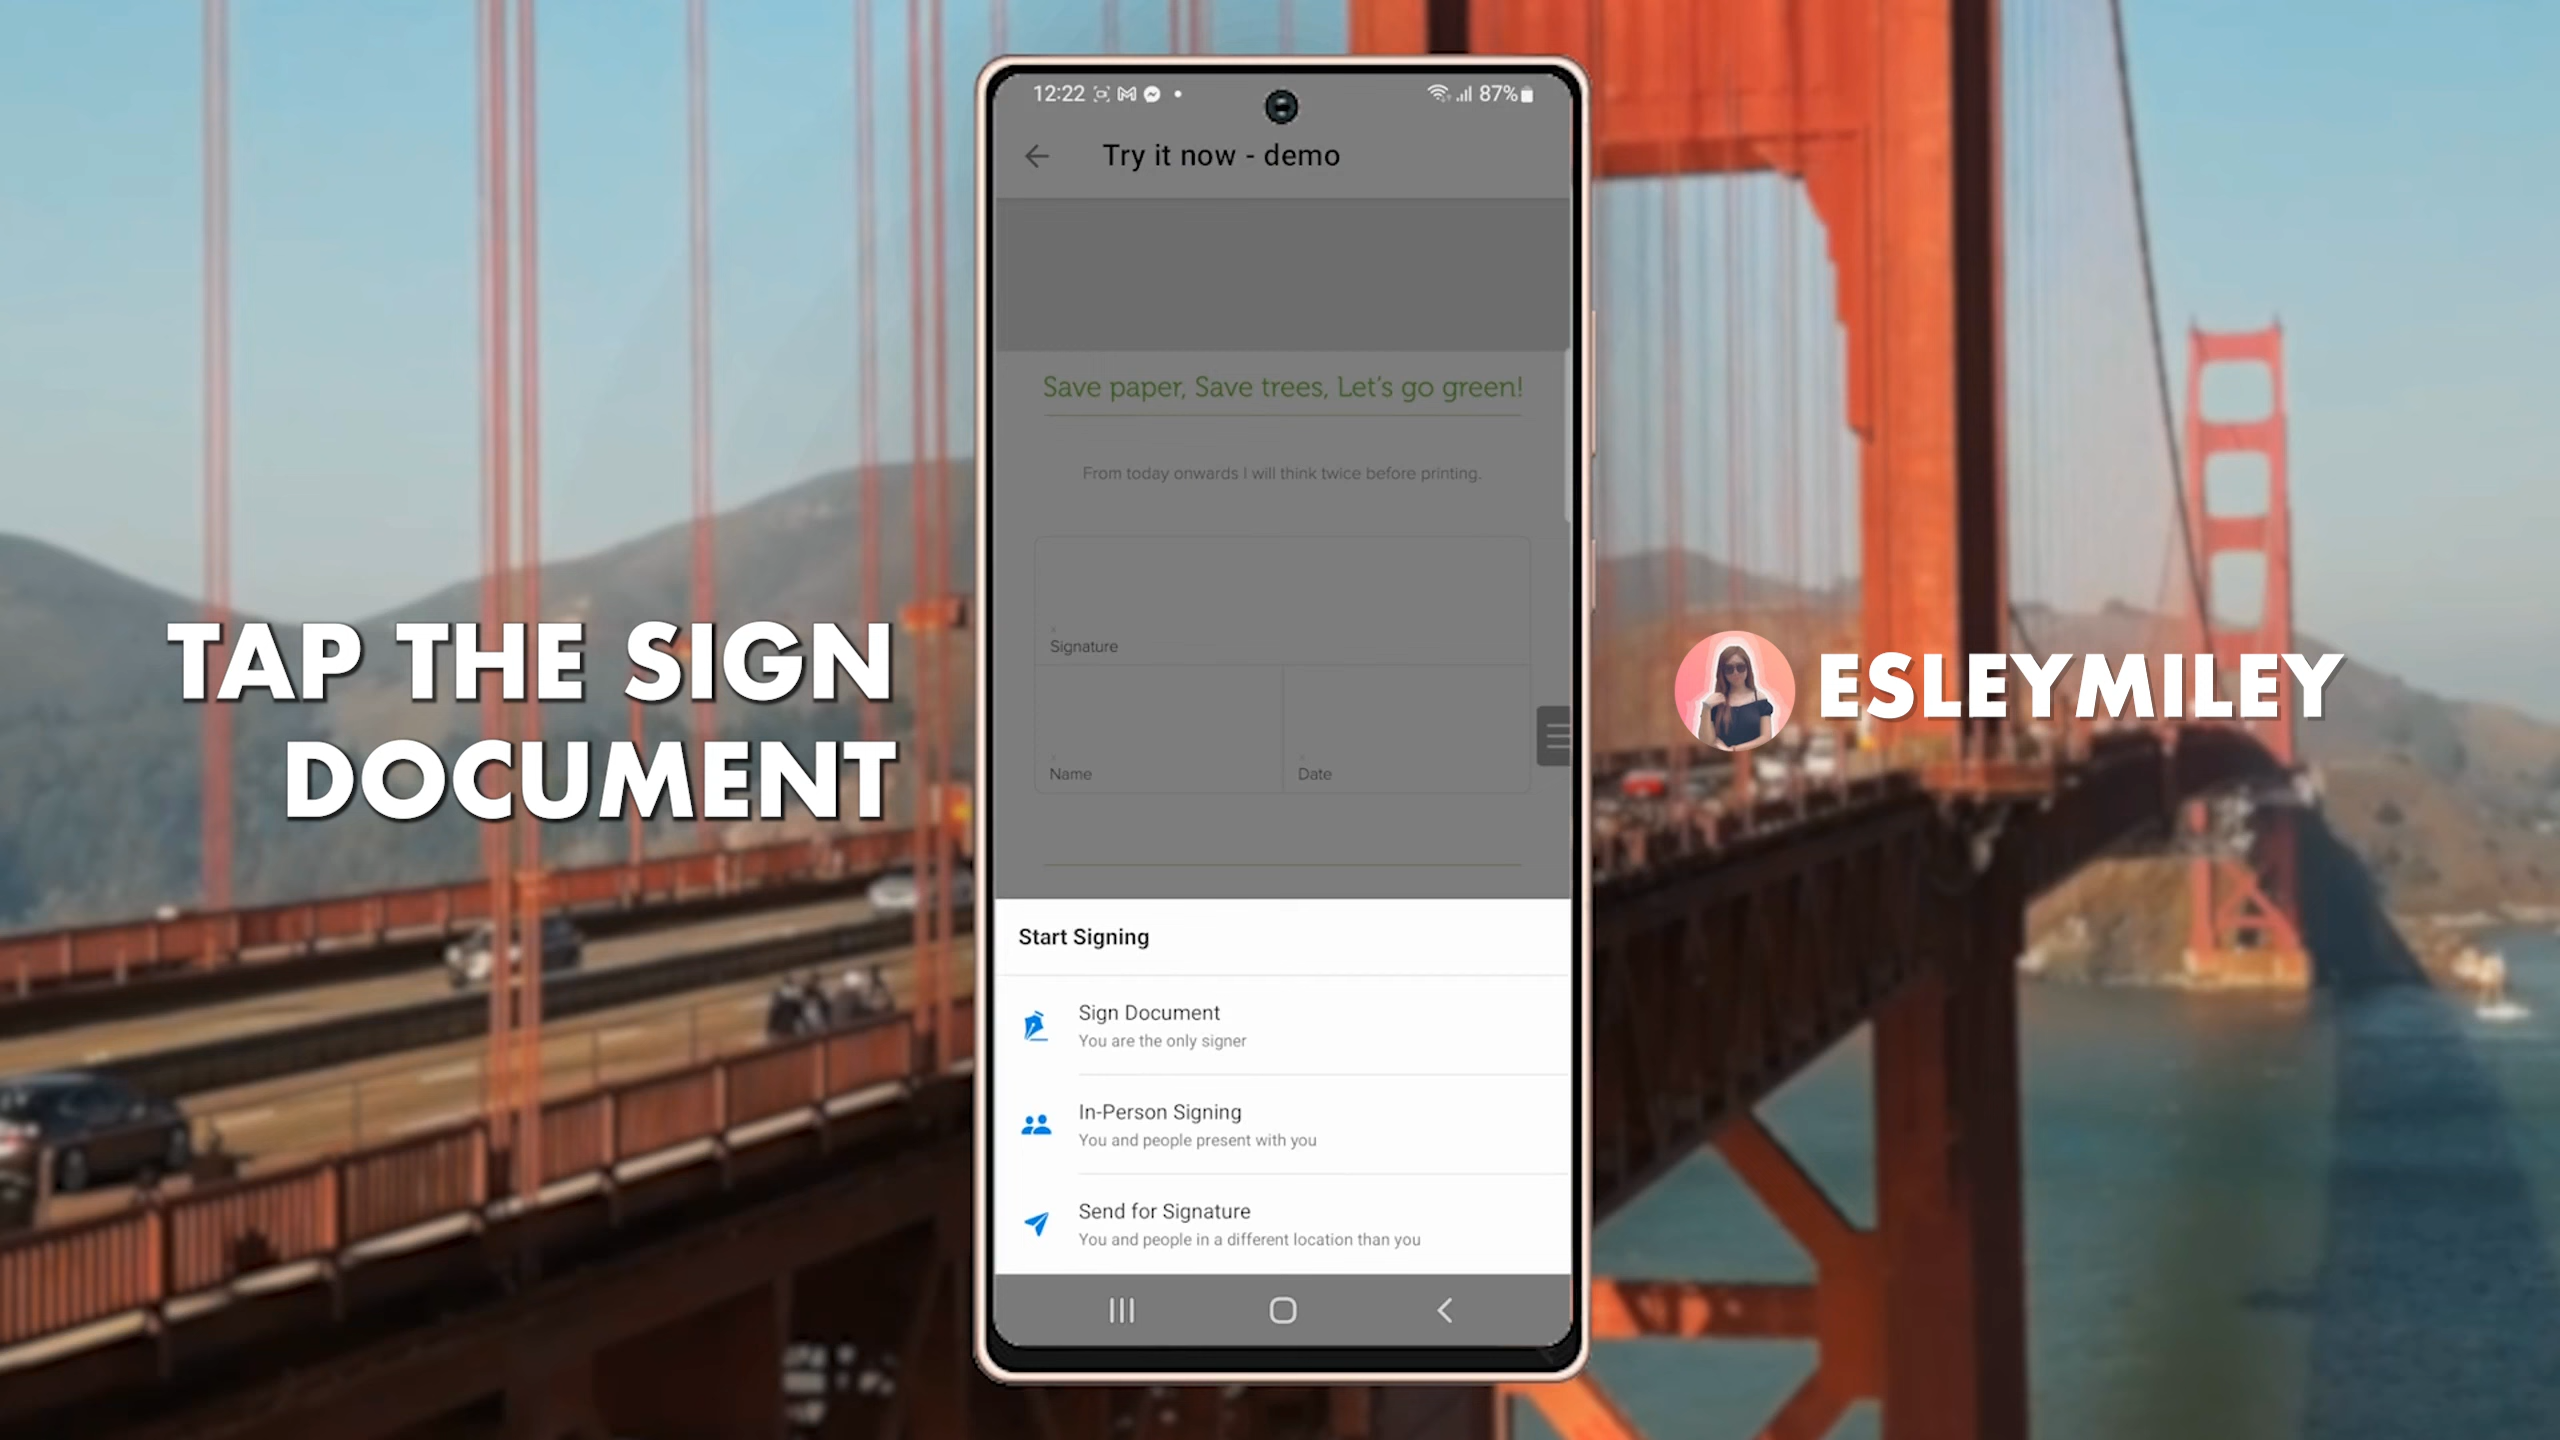 TAP THE SIGN
DOCUMENT
12:22
87%
Try it now - demo
Save paper, Save trees, Let's go green!
From today onwards I will think twice before printing.
x
Signature
x
Name
x
Date
Start Signing
Sign Document
You are the only signer
In-Person Signing
You and people present with you
Send for Signature
You and people in a different location than you
ESLEYMILEY